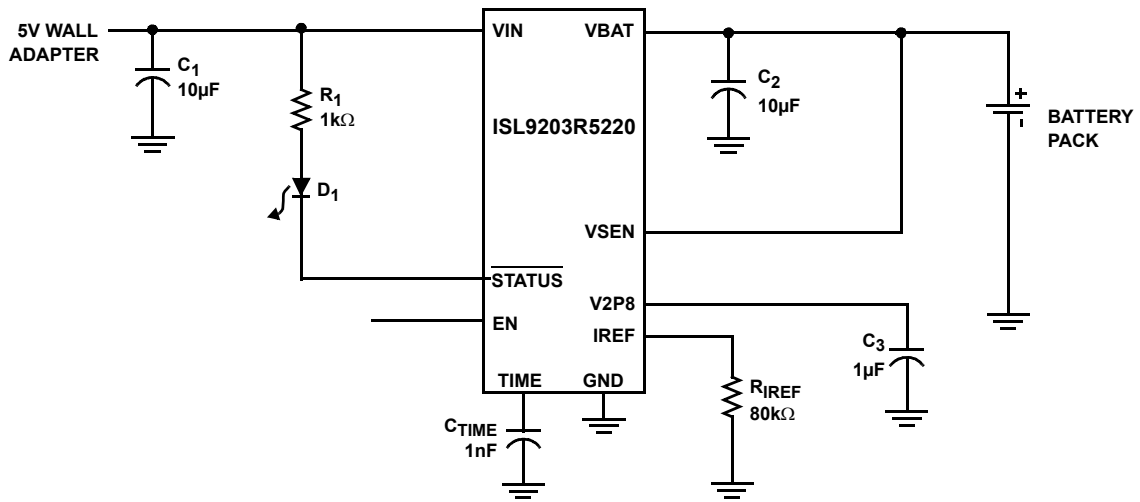 5V WALL
ADAPTER
C1
10µF
R1
1kΩ
D1
VIN
VBAT
ISL9203R5220
VSEN
STATUS
V2P8
EN
IREF
TIME
GND
C2
10µF
+
-
BATTERY
PACK
C3
1µF
RIREF
80kΩ
CTIME
1nF